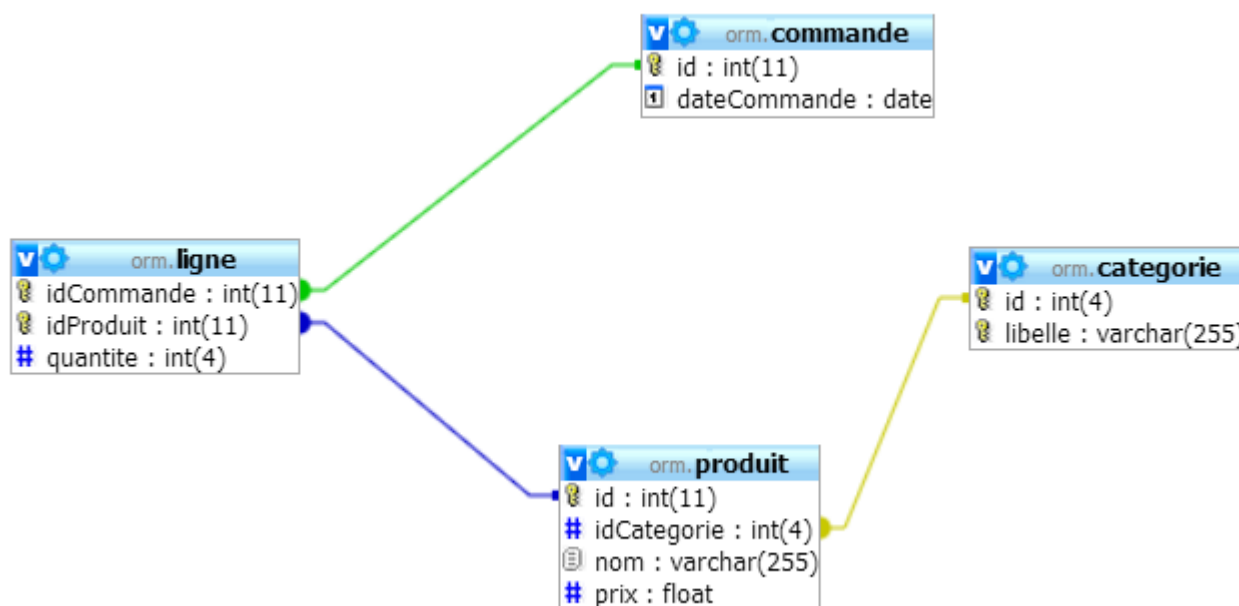 orm.commande
id : int(11)
dateCommande : date
orm.ligne
idCommande : int(11)
idProduit : int(11)
# quantite : int(4)
orm.categorie
id : int(4)
libelle : varchar(255)
orm.produit
id : int(11)
# idCategorie : int(4)
nom : varchar(255)
# prix : float